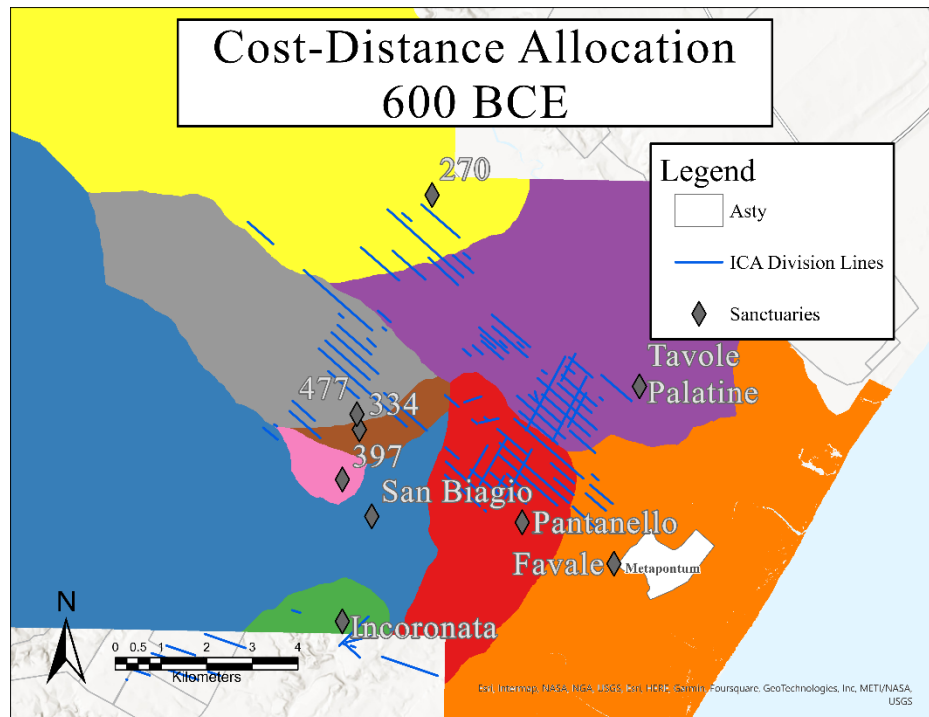 Cost-Distance Allocation
600 BCE
270
Legend
Asty
ICA Division Lines
Sanctuaries
Tavole
Palatine
477
334
397
San Biagio
Pantanello
Favale
Metapontum
Incoronata
N
0 0.5 1 2 3 4
Kilometers
Esri, Intermap, NASA, NGA, USGS, Esri, HERE, Garmin, Foursquare, GeoTechnologies, Inc, METI/NASA,
USGS